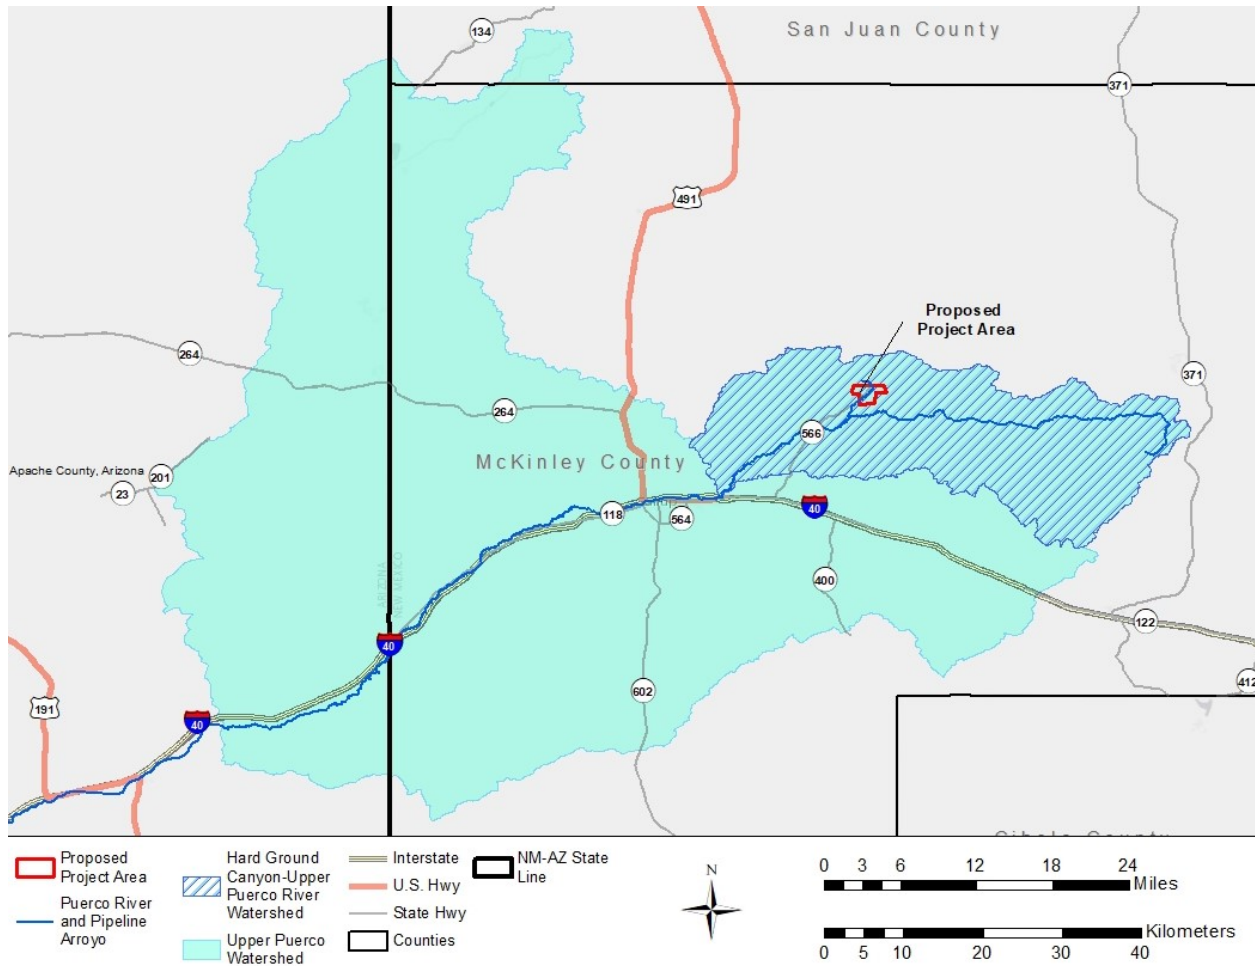 134
San Juan County
371
491
Proposed
Project Area
264
371
264
566
McKinley County
Apache County, Arizona
201
23
118
564
40
ARIZONA
NEW MEXICO
400
122
40
602
412
191
40
Proposed
Project Area
Puerco River
and Pipeline
Arroyo
Hard Ground
Canyon-Upper
Puerco River
Watershed
Upper Puerco
Watershed
Interstate
U.S. Hwy
State Hwy
Counties
NM-AZ State
Line
N
0 3 6 12 18 24
Miles
Kilometers
0 5 10 20 30 40